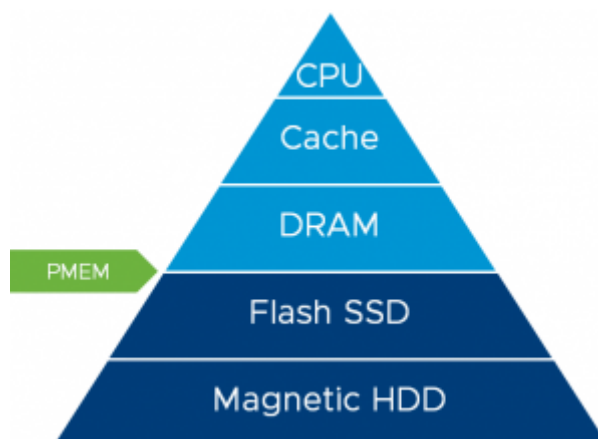 CPU
Cache
DRAM
PMEM
Flash SSD
Magnetic HDD